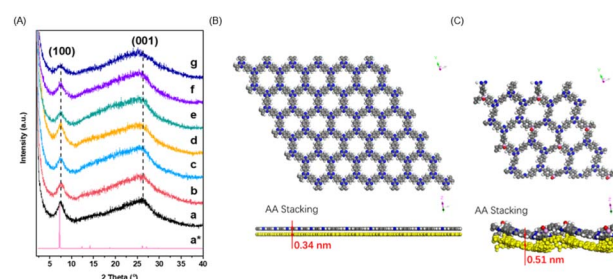 (A)
(100)
(001)
g
f
e
d
c
b
a
a*
Intensity (a.u.)
5 10 15 20 25 30 35 40
2 Theta (°)
(B)
AA Stacking
0.34 nm
(C)
AA Stacking
0.51 nm